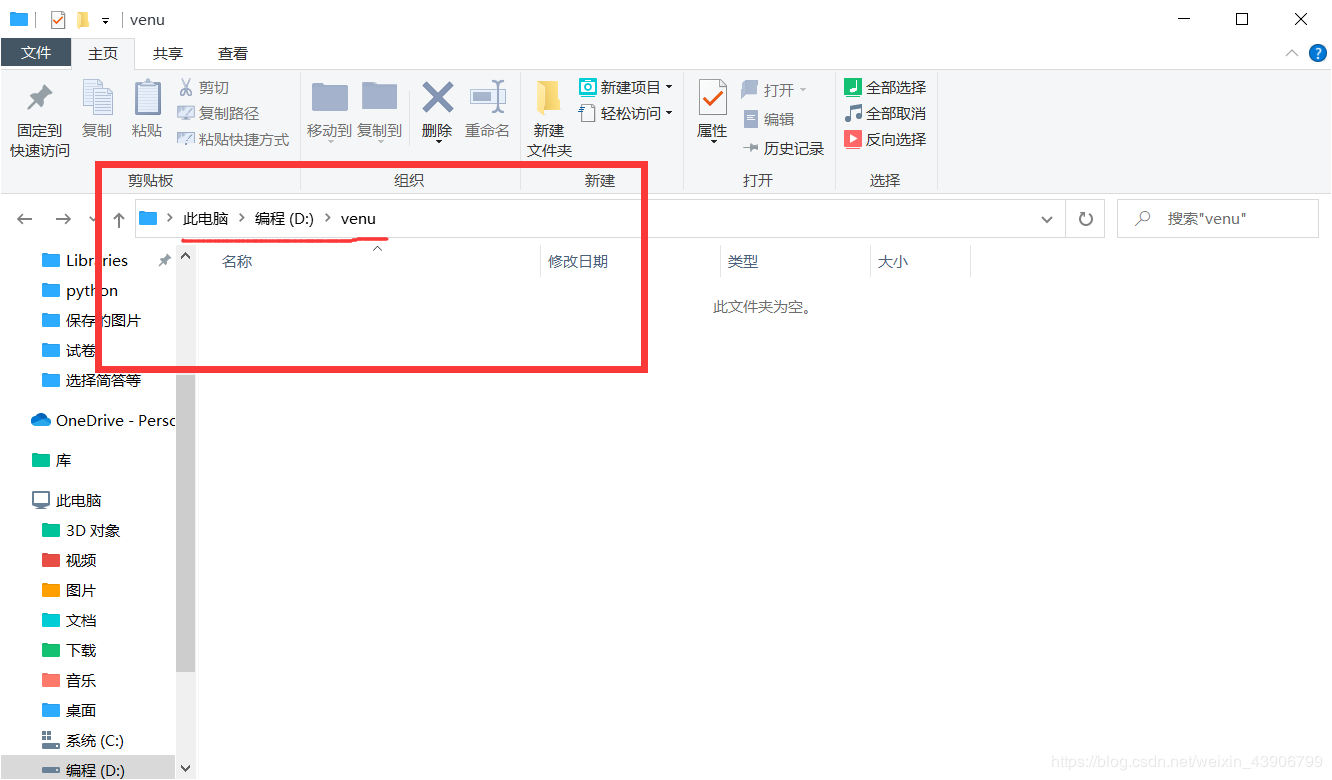 venu
文件 主页 共享 查看
固定到
快速访问
复制
粘贴
剪切
复制路径
粘贴快捷方式
移动到 复制到
删除 重命名
新建
文件夹
新建项目
轻松访问
属性
打开
编辑
历史记录
全部选择
全部取消
反向选择
剪贴板 组织 新建 打开 选择
此电脑 编程 (D:) venu
搜索"venu"
名称 修改日期 类型 大小
此文件夹为空。
Libraries
python
保存的图片
试卷
选择简答等
OneDrive - Perso
库
此电脑
3D 对象
视频
图片
文档
下载
音乐
桌面
系统 (C:)
编程 (D:)
https://blog.csdn.net/weixin_43906799